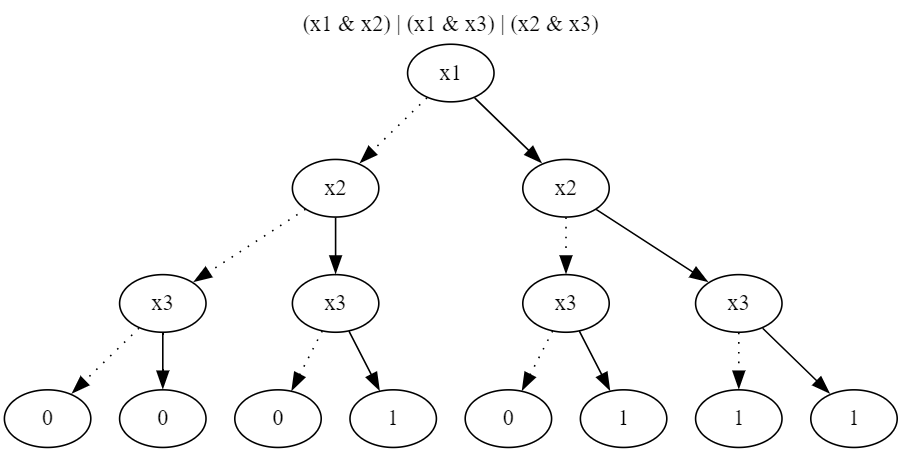 (x1 & x2) | (x1 & x3) | (x2 & x3)
x1
x2 x2
x3 x3 x3 x3
0 0 0 1 0 1 1 1